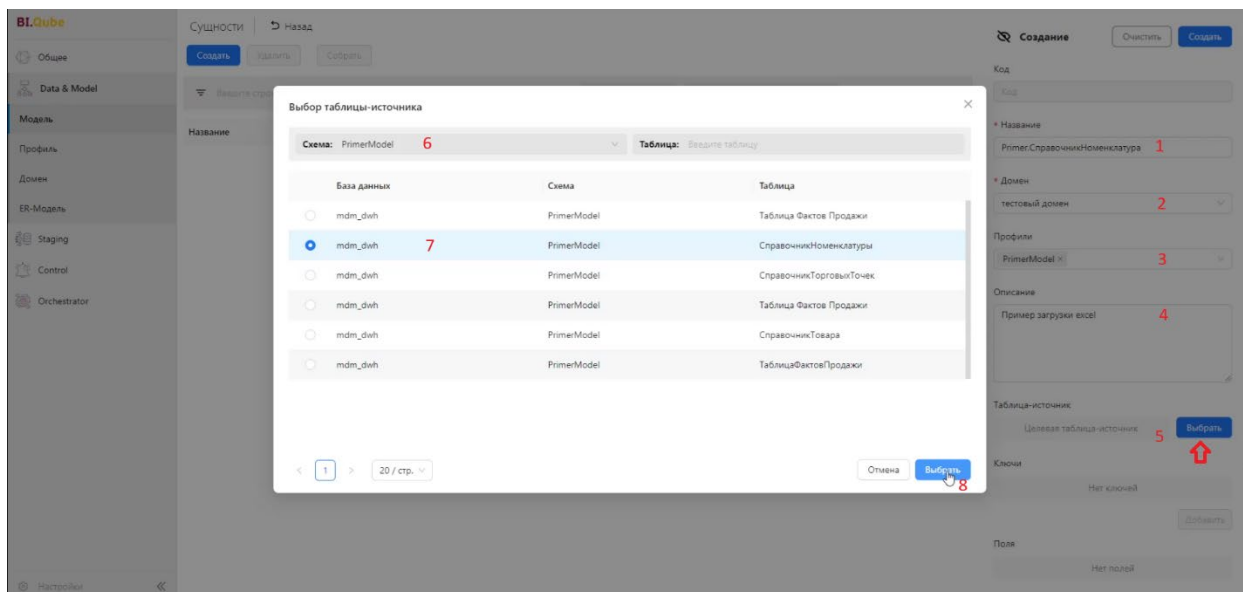 BI.Qube
Сущности
Назад
Создание
Очистить
Создать
Общее
Создать
Удалить
Собрать
Код
Data & Model
Код
Выбор таблицы-источника
Модель
Название
* Название
Схема: PrimerModel 6
Таблица: Введите таблицу
Профиль
Primer.СправочникНоменклатура 1
Домен
База данных
Схема
Таблица
* Домен
ER-Модель
mdm_dwh PrimerModel Таблица Фактов Продажи
тестовый домен 2
Staging
mdm_dwh 7 PrimerModel СправочникНоменклатуры
Профили
PrimerModel × 3
Control
mdm_dwh PrimerModel СправочникТорговыхТочек
Описание
Orchestrator
mdm_dwh PrimerModel Таблица Фактов Продажи
Пример загрузки excel 4
mdm_dwh PrimerModel СправочникТовара
mdm_dwh PrimerModel ТаблицаФактовПродажи
Таблица-источник
Целевая таблица-источник 5
Выбрать
1
20 / стр.
Отмена
Выбрать 8
Ключи
Нет ключей
Добавить
Поля
Нет полей
Настройки